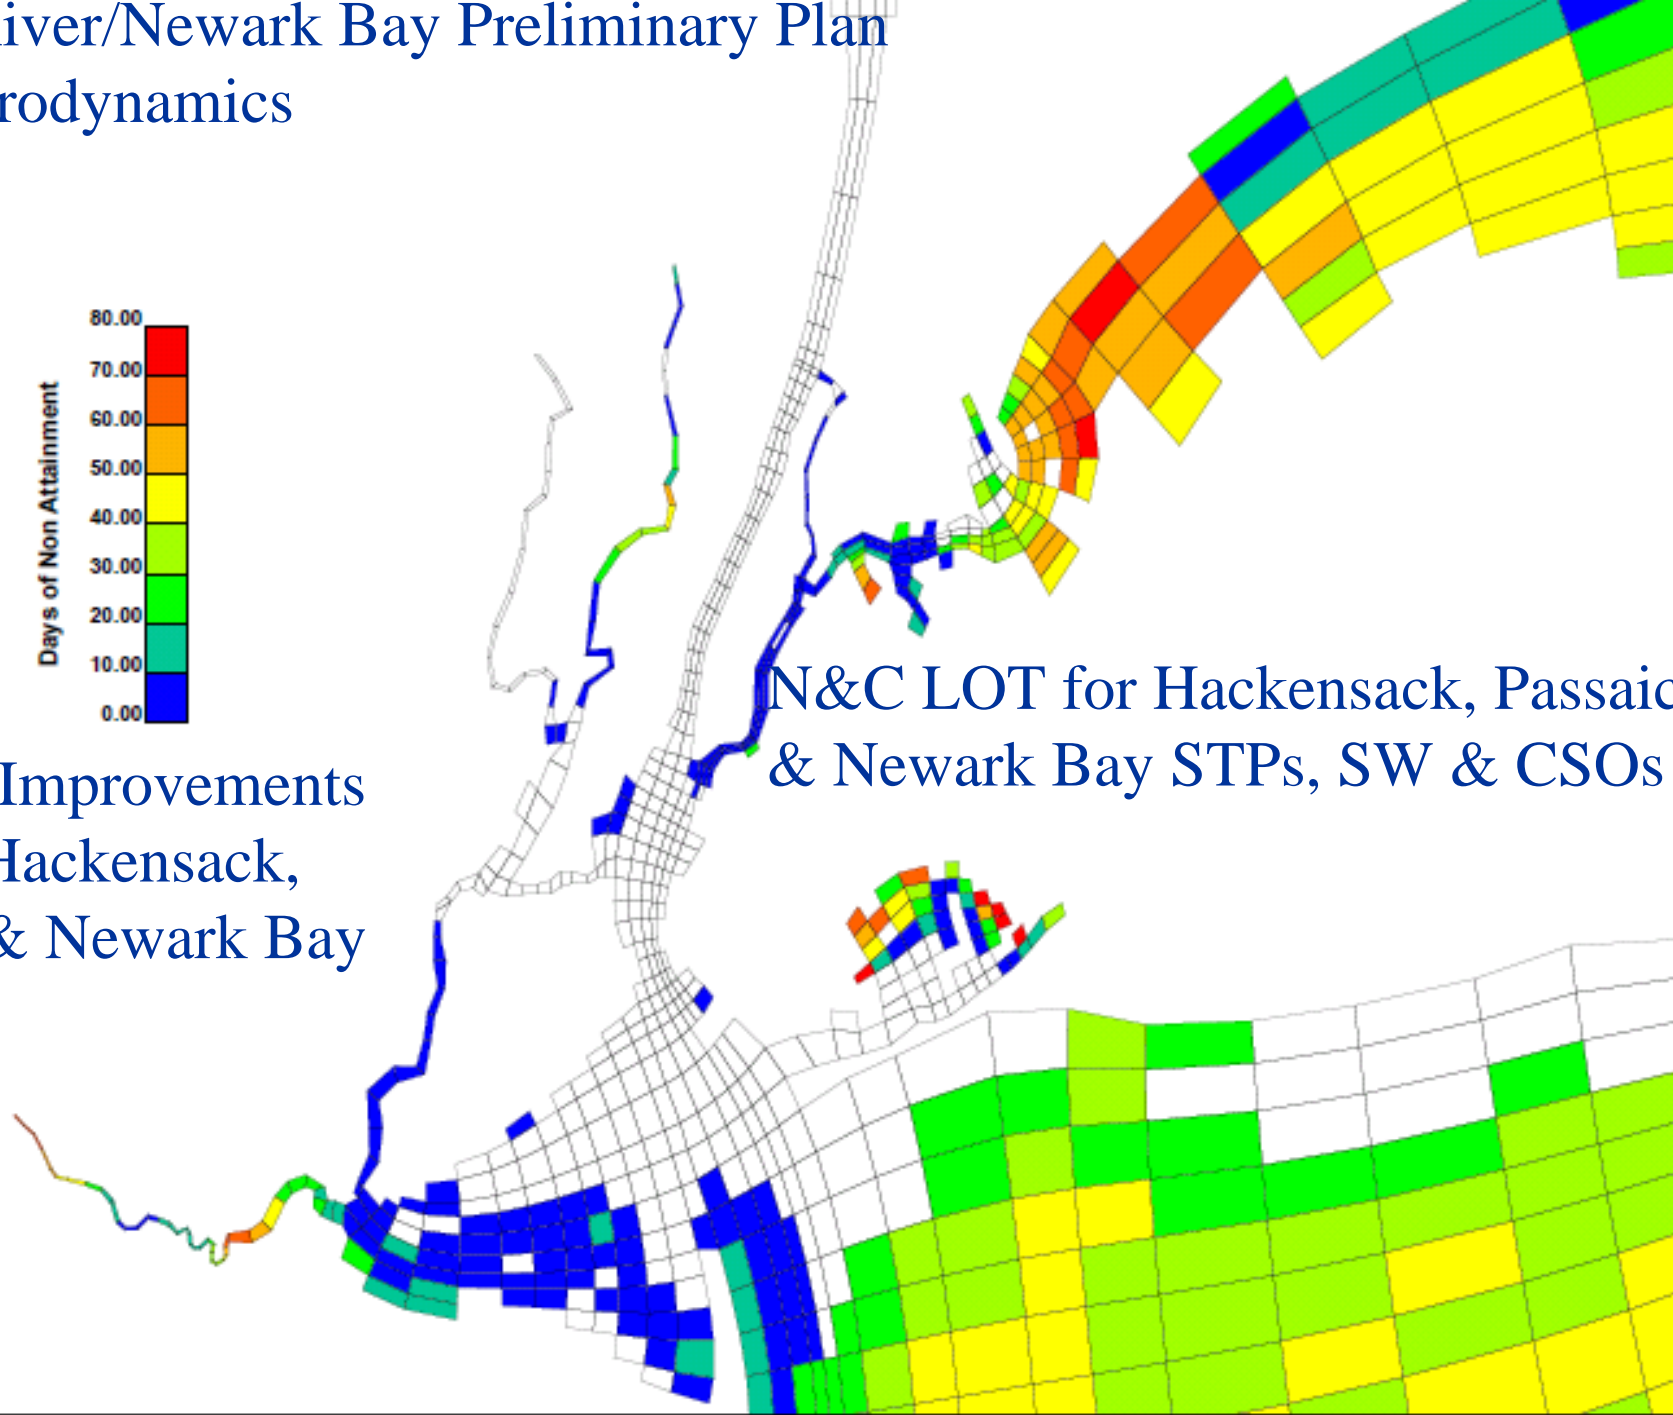 iver/Newark Bay Preliminary Plan
rodynamics
80.00
70.00
60.00
50.00
40.00
30.00
20.00
10.00
0.00
Days of Non Attainment
N&C LOT for Hackensack, Passaic
& Newark Bay STPs, SW & CSOs
Improvements
Hackensack,
& Newark Bay